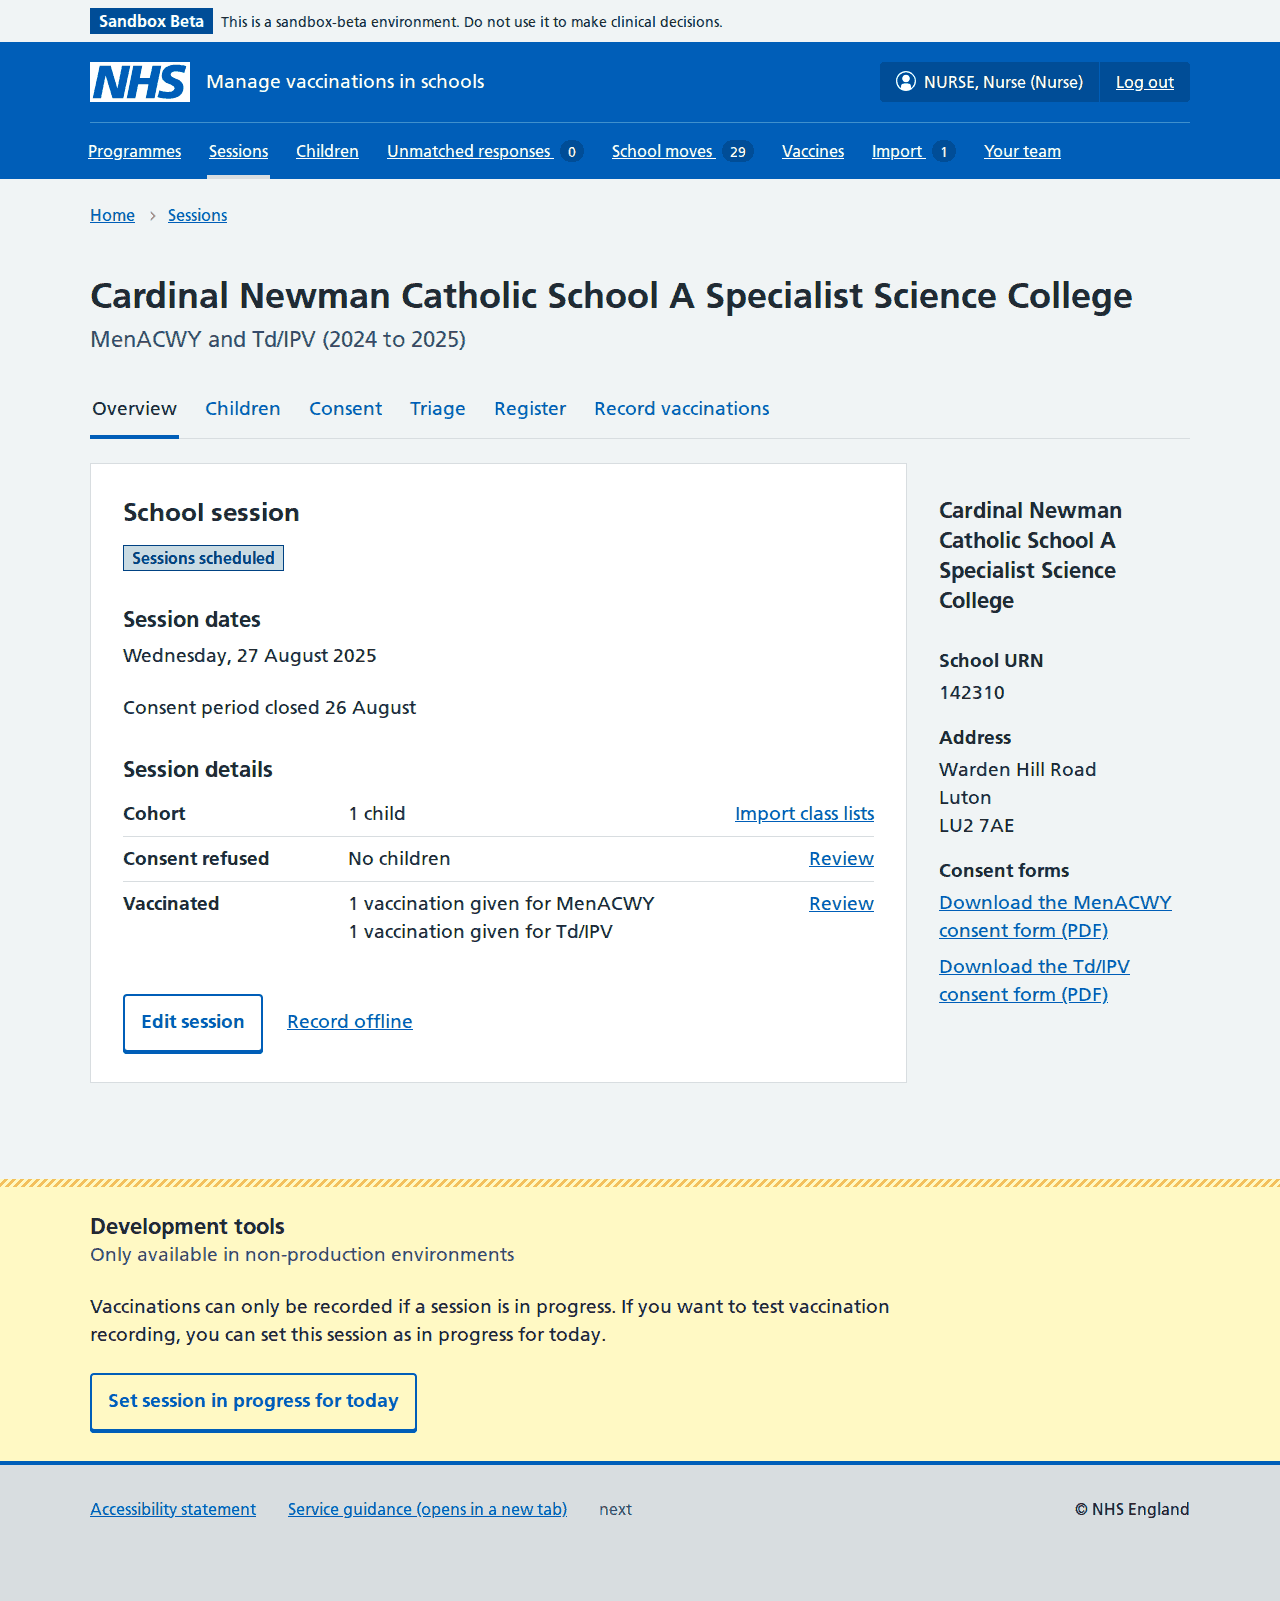 Sandbox Beta This is a sandbox-beta environment. Do not use it to make clinical decisions.
NHS Manage vaccinations in schools NURSE, Nurse (Nurse) Log out
Programmes Sessions Children Unmatched responses 0 School moves 29 Vaccines Import 1 Your team
Home › Sessions
Cardinal Newman Catholic School A Specialist Science College
MenACWY and Td/IPV (2024 to 2025)
Overview Children Consent Triage Register Record vaccinations
School session
Sessions scheduled
Session dates
Wednesday, 27 August 2025
Consent period closed 26 August
Session details
Cohort 1 child Import class lists
Consent refused No children Review
Vaccinated 1 vaccination given for MenACWY Review
1 vaccination given for Td/IPV
Edit session Record offline
Cardinal Newman
Catholic School A
Specialist Science
College
School URN
142310
Address
Warden Hill Road
Luton
LU2 7AE
Consent forms
Download the MenACWY
consent form (PDF)
Download the Td/IPV
consent form (PDF)
Development tools
Only available in non-production environments
Vaccinations can only be recorded if a session is in progress. If you want to test vaccination
recording, you can set this session as in progress for today.
Set session in progress for today
Accessibility statement Service guidance (opens in a new tab) next © NHS England